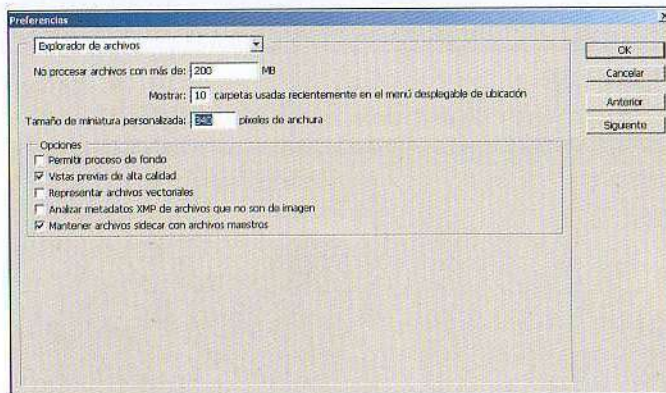 Preferencias
Explorador de archivos
No procesar archivos con más de: 200 MB
Mostrar: 10 carpetas usadas recientemente en el menú desplegable de ubicación
Tamaño de miniatura personalizada: 340 píxeles de anchura
Opciones
Permitir proceso de fondo
Vistas previas de alta calidad
Representar archivos vectoriales
Analizar metadatos XMP de archivos que no son de imagen
Mantener archivos sidecar con archivos maestros
OK
Cancelar
Anterior
Siguiente